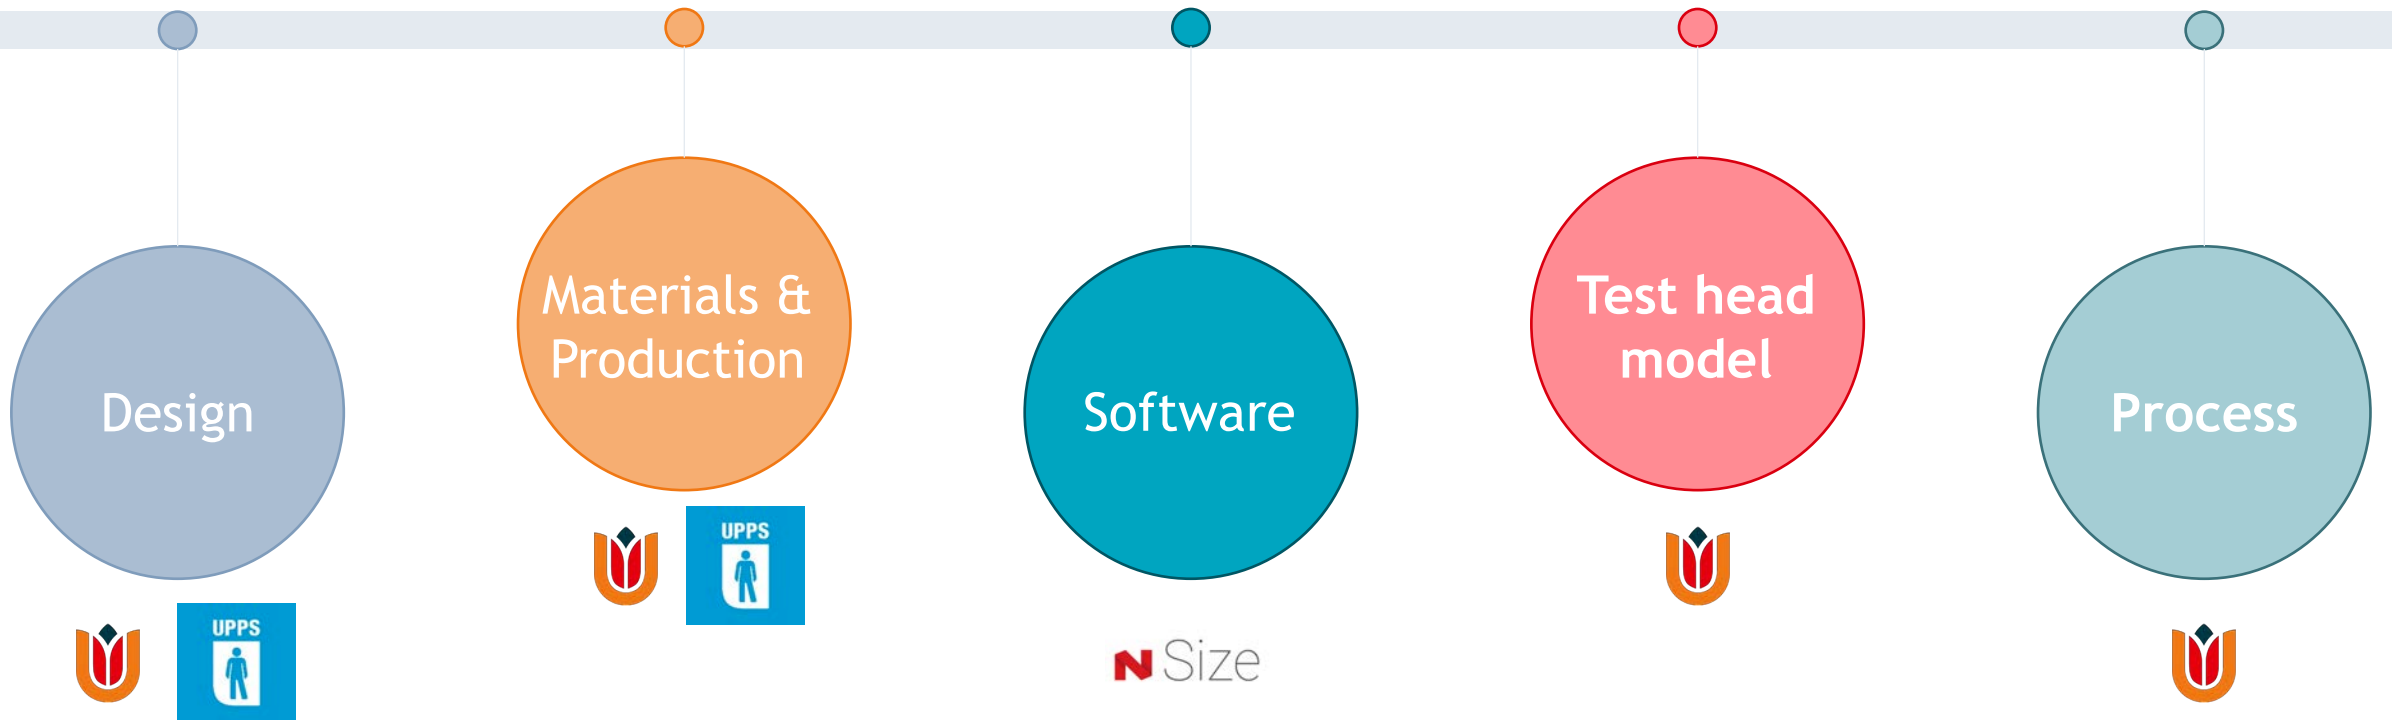 Design
UPPS
Materials &
Production
UPPS
Software
N Size
Test head
model
Process